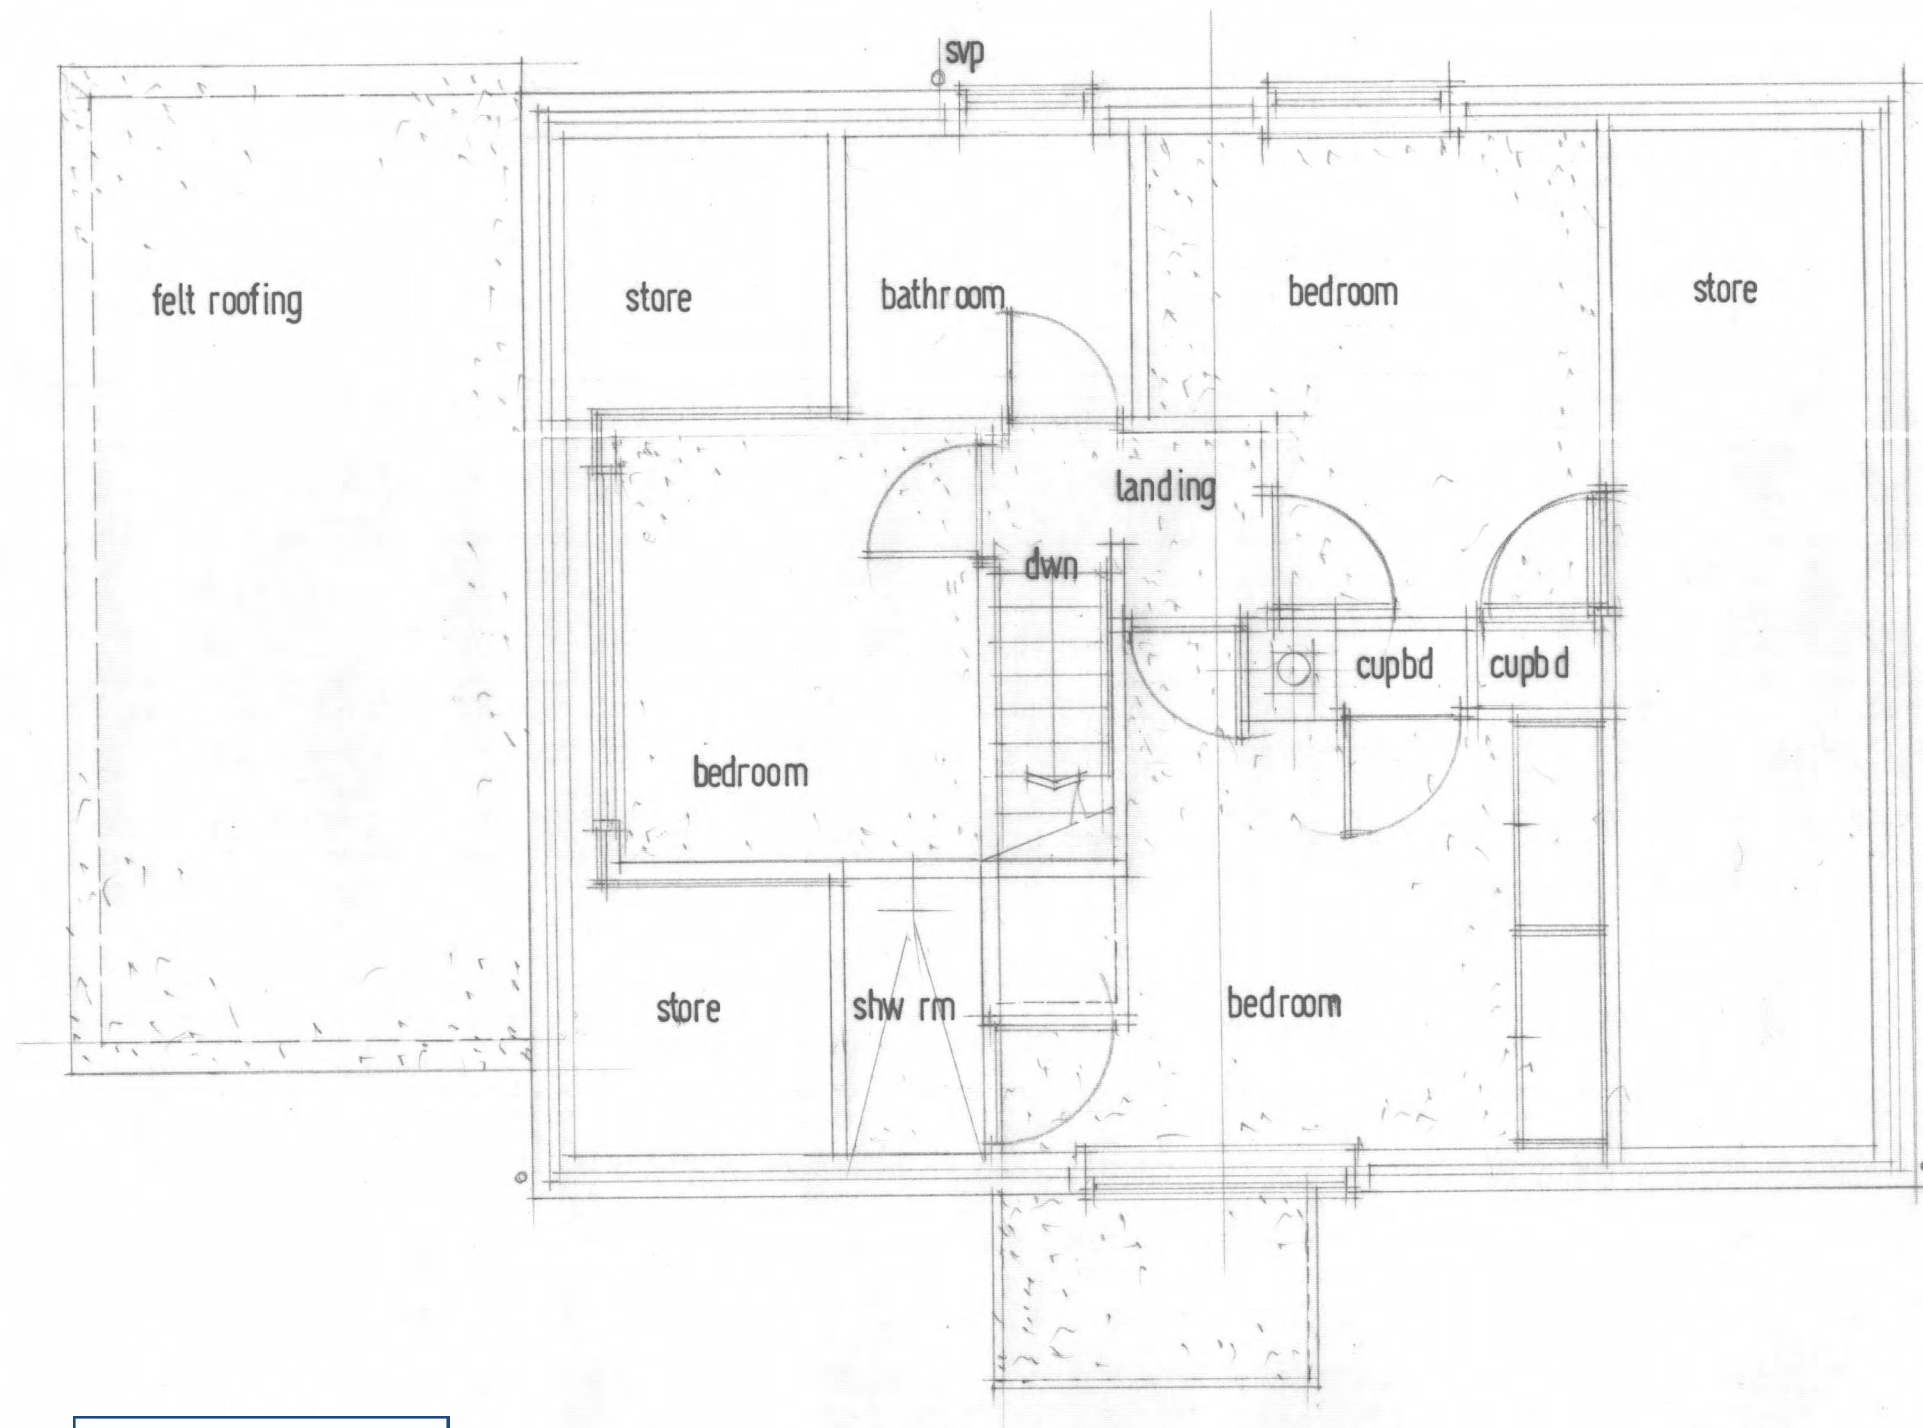 svp
felt roofing
store
bathroom
bedroom
store
landing
dwn
cupbd
cupbd
bedroom
store
shw rm
bedroom